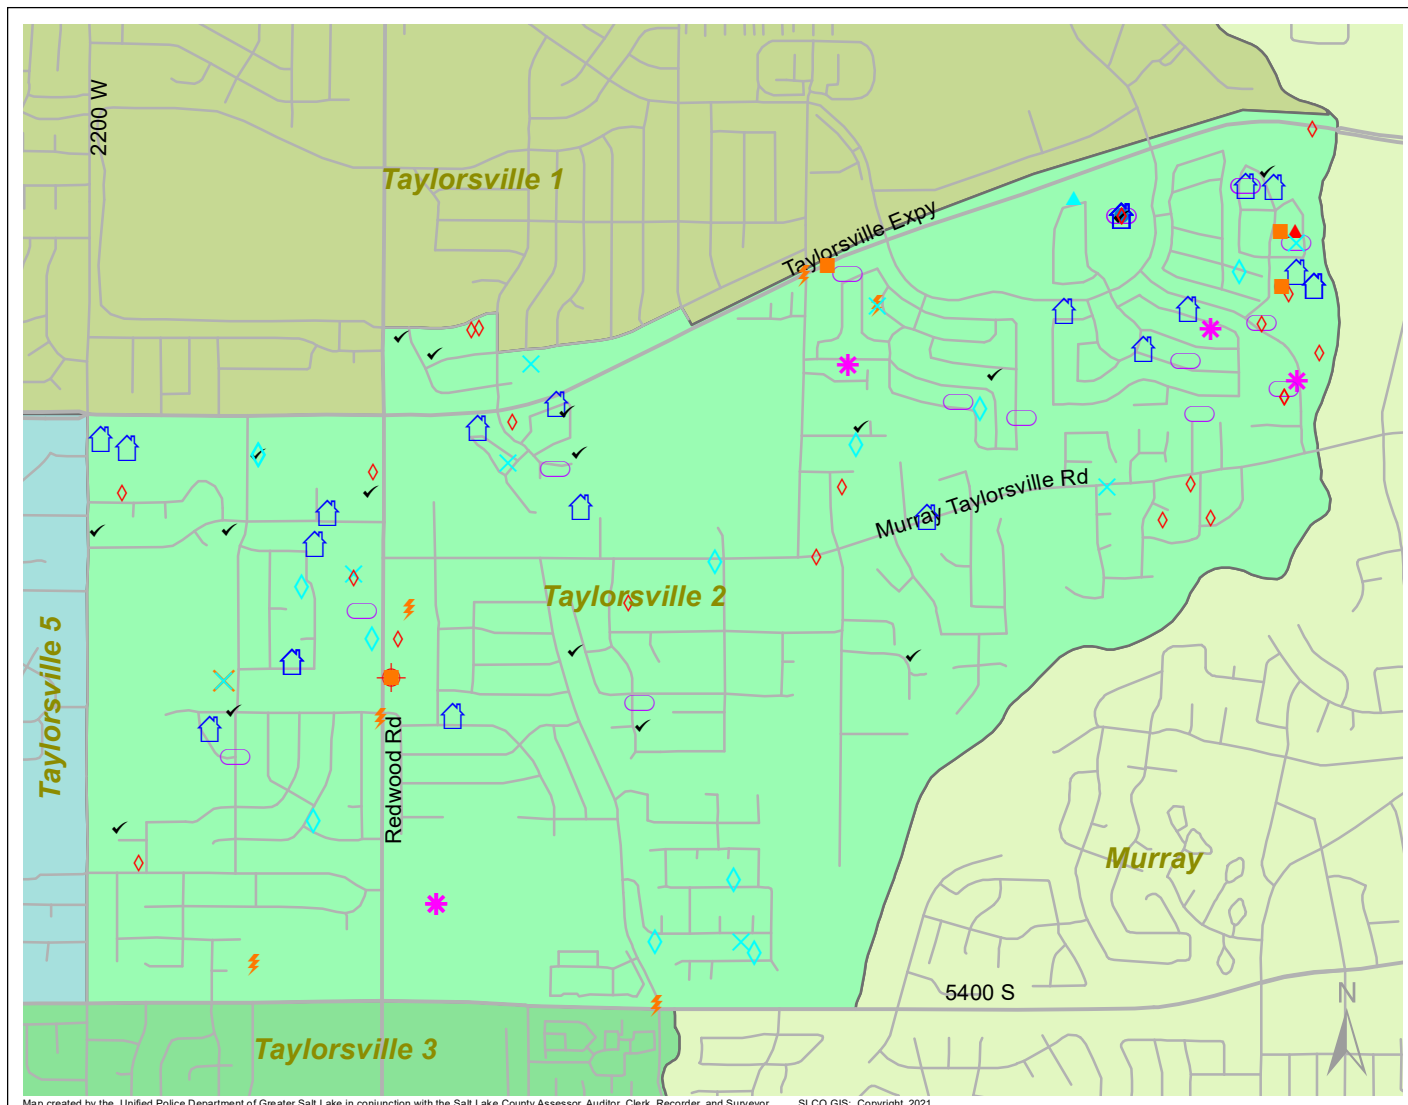 2200 W
Taylorsville 1
Taylorsville Expy
Murray Taylorsville Rd
Taylorsville 2
Taylorsville 5
Redwood Rd
Murray
5400 S
N
Taylorsville 3
Map created by the Unified Police Department of Greater Salt Lake in conjunction with the Salt Lake County Assessor, Auditor, Clerk, Recorder, and Surveyor. SLCO GIS: Copyright 2021